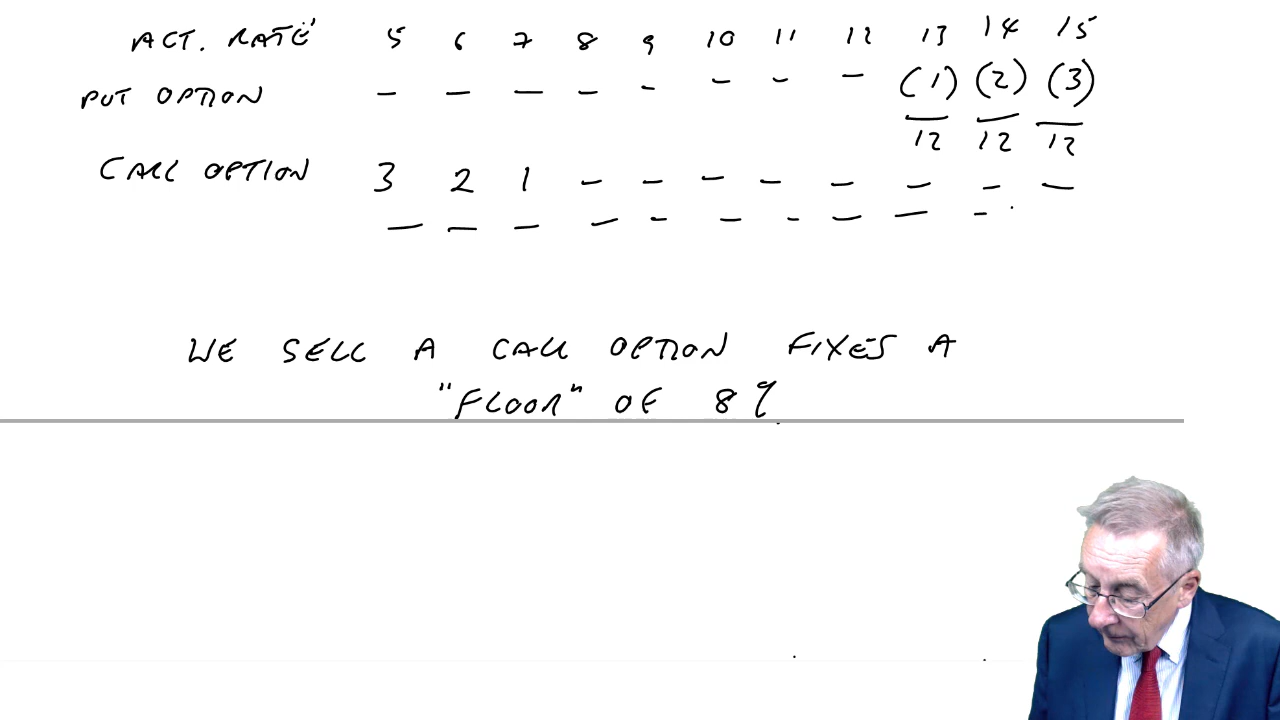 ACT. RATE 5 6 7 8 9 10 11 12 13 14 15
PUT OPTION – – – – – – – – (1) (2) (3)
12 12 12
CALL OPTION 3 2 1 – – – – – – – –
– – – – – – – – – –
WE SELL A CALL OPTION FIXES A
"FLOOR" OF 8%